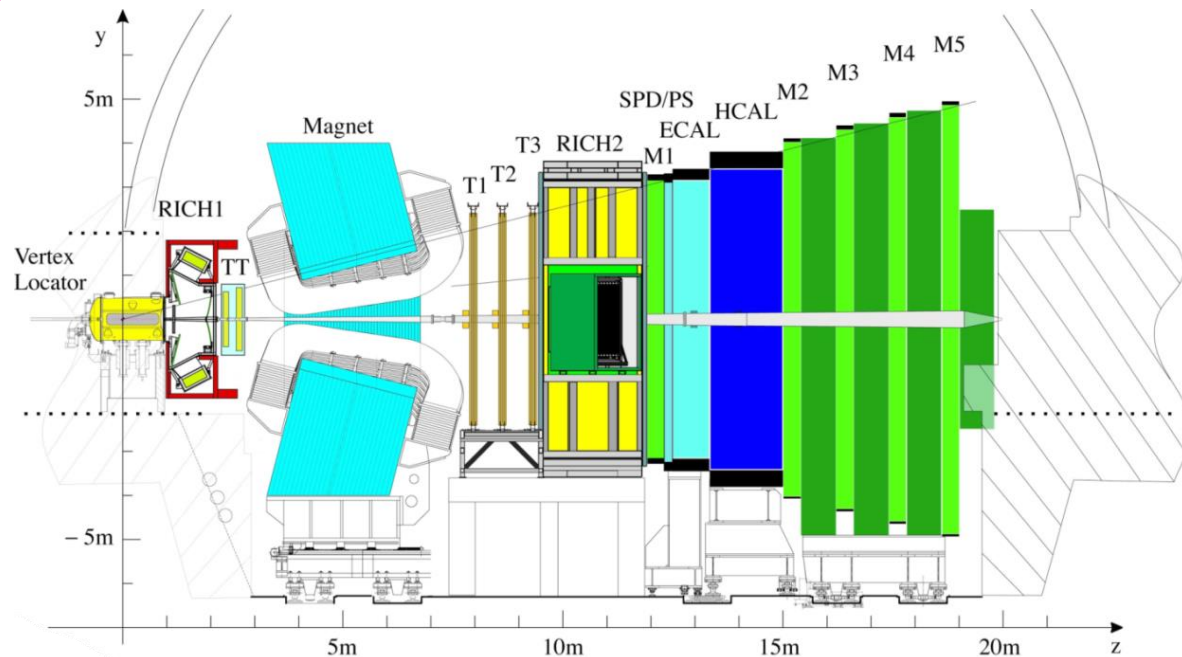 y
5m
Magnet
SPD/PS
ECAL
HCAL
M1
M2
M3
M4
M5
RICH2
T1
T2
T3
RICH1
TT
Vertex
Locator
− 5m
5m
10m
15m
20m
z